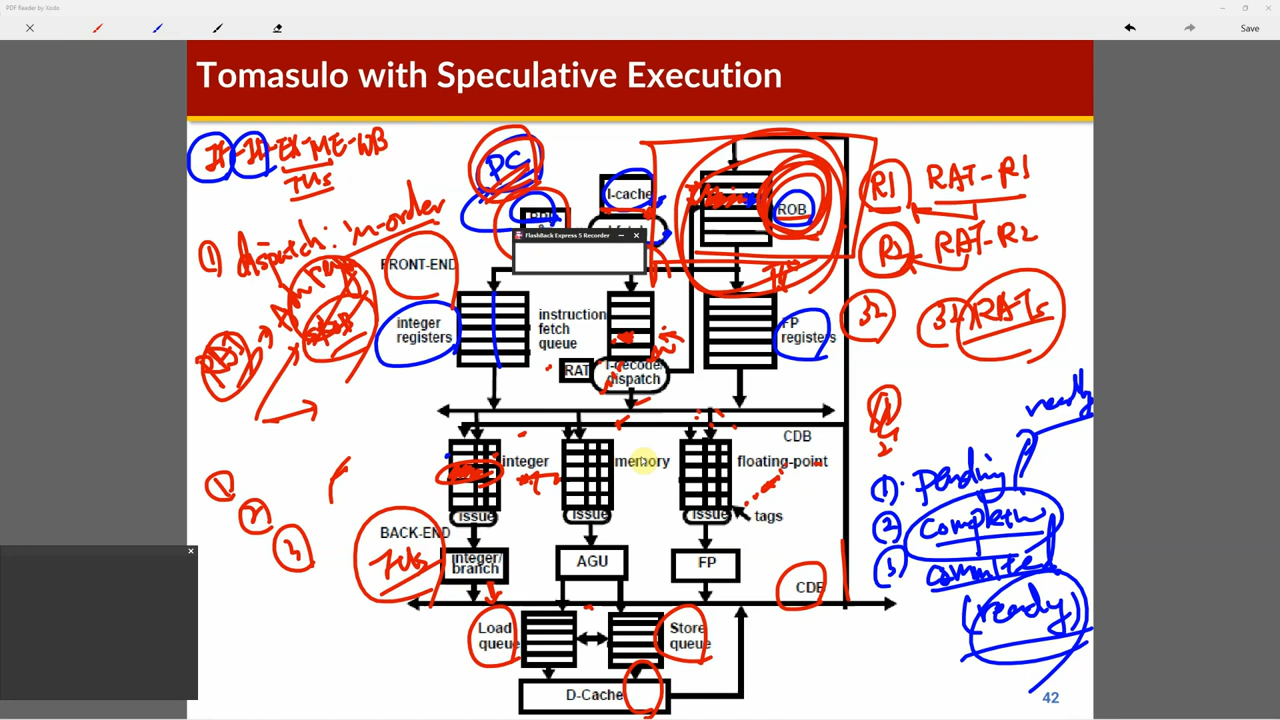 PDF Reader by Xodo
Save
Tomasulo with Speculative Execution
IF-ID-EX-ME-WB
PC
I-cache
ROB
R1
RAT-R1
R2
RAT-R2
① dispatch: in-order
FlashBack Express 5 Recorder
FRONT-END
integer
registers
instruction
fetch
queue
FP
registers
32
32 RATs
RAT
I-decode/
dispatch
CDB
ready
integer
memory
floating-point
① pending
② completed
③ committed
(ready)
issue
issue
issue
tags
①
②
③
BACK-END
integer/
branch
AGU
FP
CDB
Load
queue
Store
queue
D-Cache
42